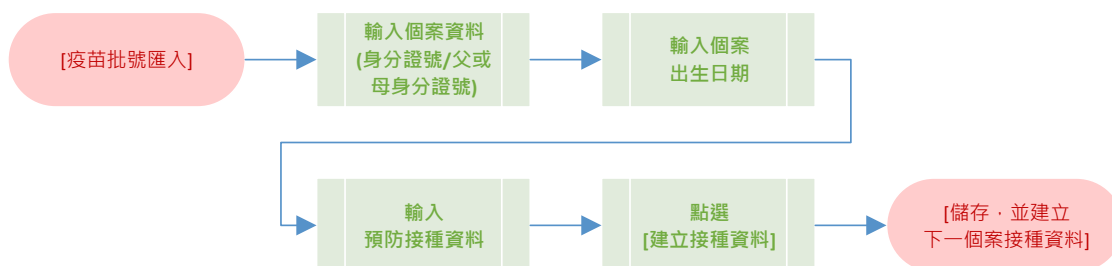 [疫苗批號匯入]
輸入個案資料
(身分證號/父或
母身分證號)
輸入個案
出生日期
輸入
預防接種資料
點選
[建立接種資料]
[儲存，並建立
下一個案接種資料]